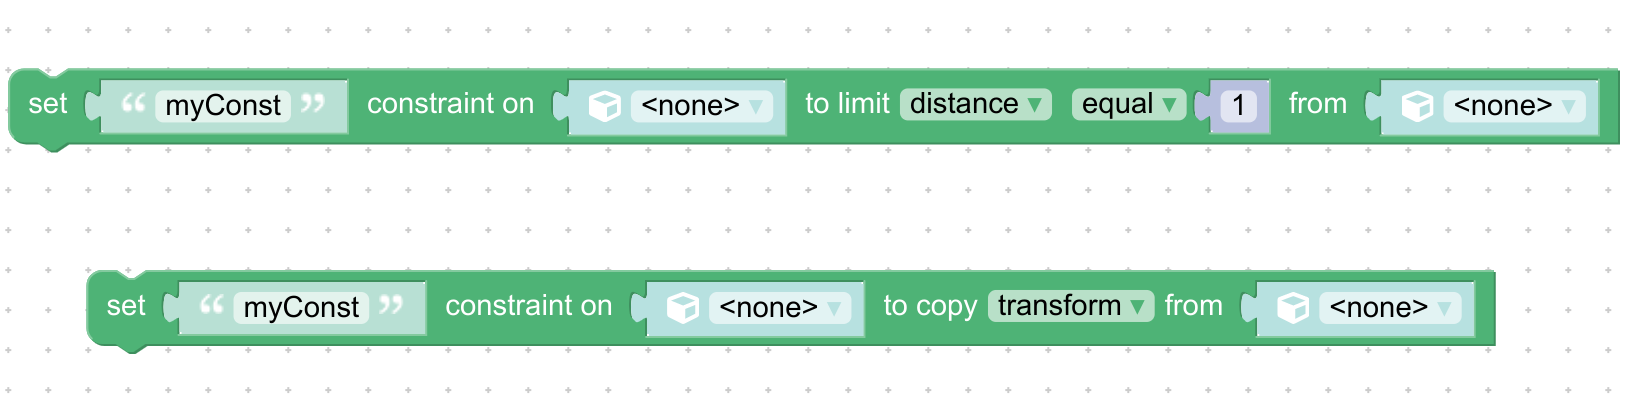 set “ myConst ” constraint on <none> ▼ to limit distance ▼ equal ▼ 1 from <none> ▼
set “ myConst ” constraint on <none> ▼ to copy transform ▼ from <none> ▼